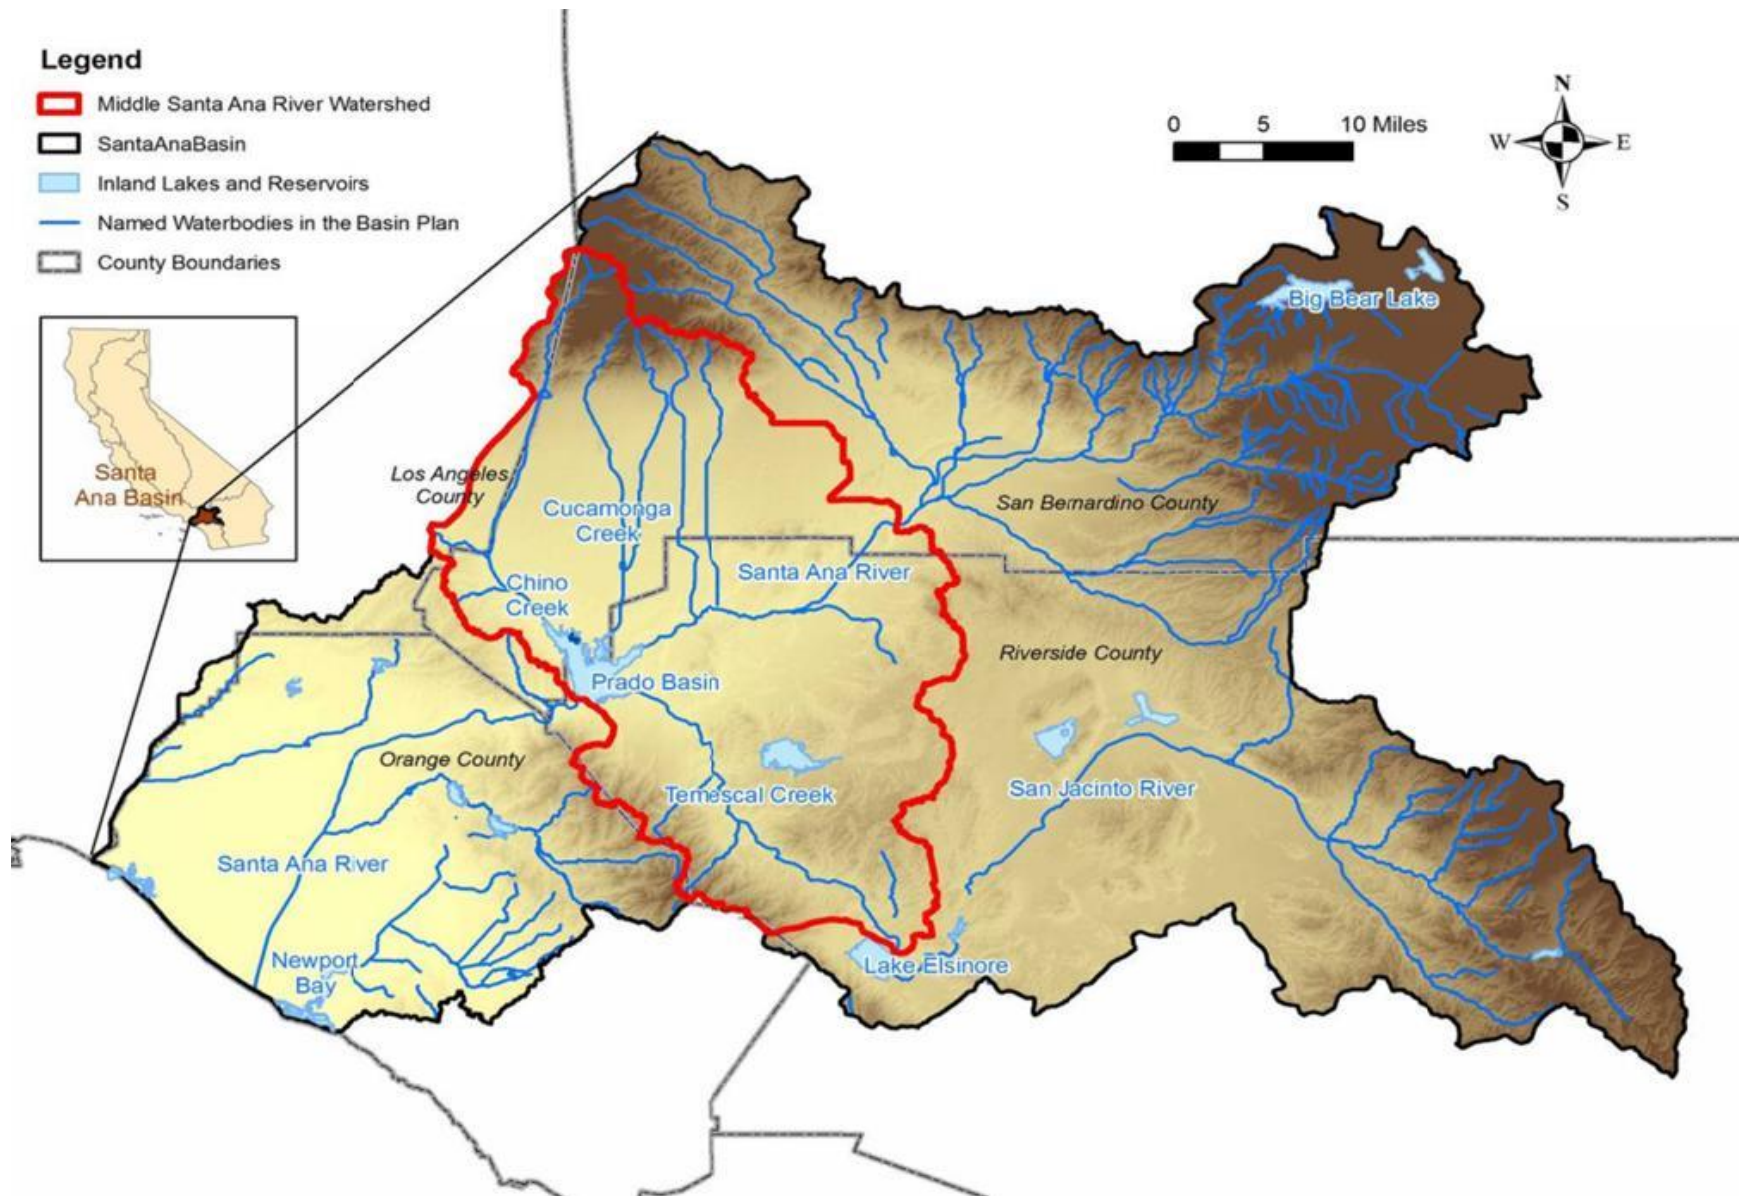 Legend
Middle Santa Ana River Watershed
SantaAnaBasin
Inland Lakes and Reservoirs
Named Waterbodies in the Basin Plan
County Boundaries
0 5 10 Miles
N
W E
S
Santa
Ana Basin
Big Bear Lake
Los Angeles
County
San Bernardino County
Cucamonga
Creek
Santa Ana River
Chino
Creek
Riverside County
Prado Basin
Orange County
Temescal Creek
San Jacinto River
Santa Ana River
Newport
Bay
Lake Elsinore